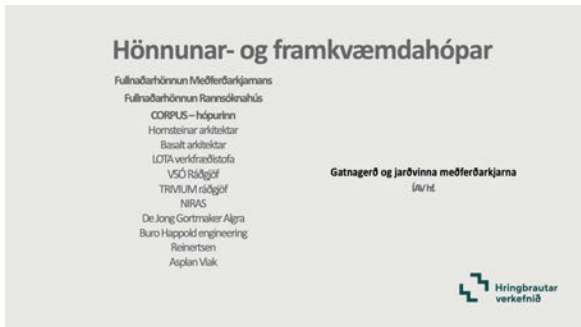 Hönnunar- og framkvæmdahópar
Fullnaðarhönnun Meðferðarkjarnans
Fullnaðarhönnun Rannsóknahús
CORPUS – hópurinn
Hornsteinar arkitektar
Basalt arkitektar
LOTA verkfræðistofa
VSÓ Ráðgjöf
TRIVIUM ráðgjöf
NIRAS
De Jong Gortmaker Algra
Buro Happold engineering
Reinertsen
Asplan Viak
Gatnagerð og jarðvinna meðferðarkjarna
ÍAV hf.
Hringbrautar
verkefnið